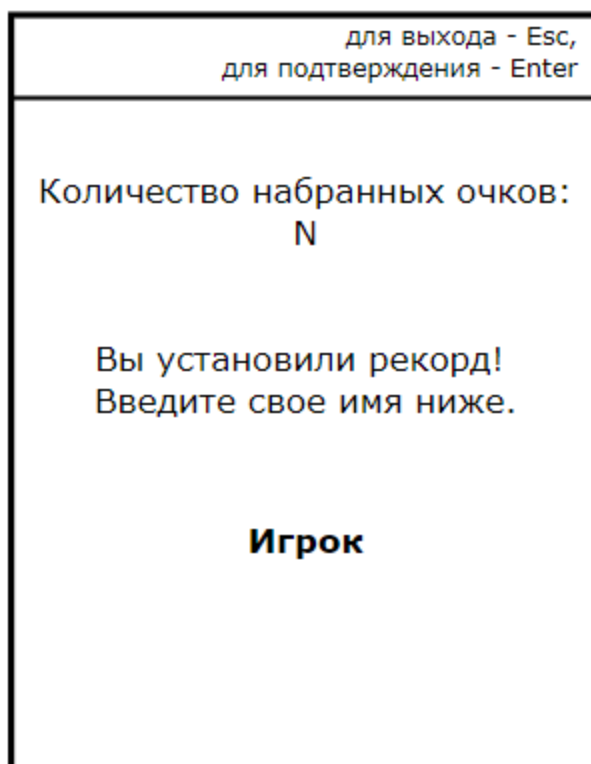 для выхода - Esc,
для подтверждения - Enter
Количество набранных очков:
N
Вы установили рекорд!
Введите свое имя ниже.
Игрок